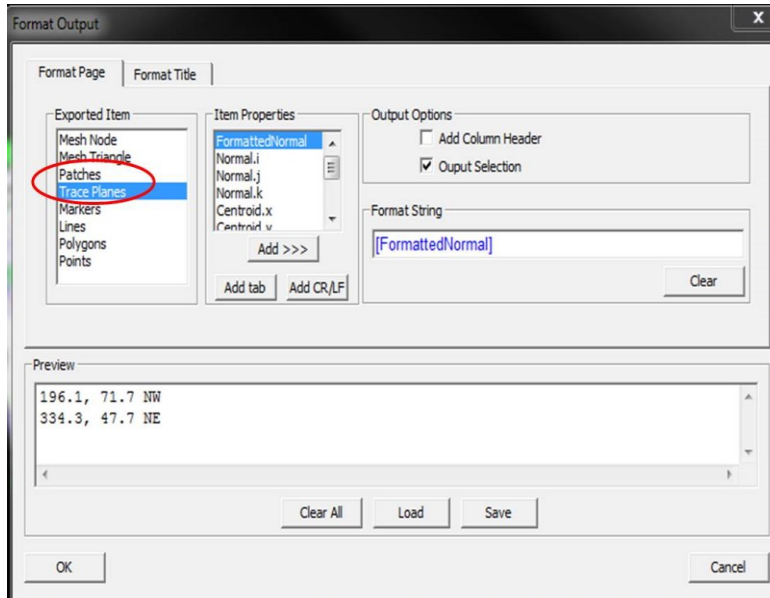 Format Output
X
Format Page
Format Title
Exported Item
Mesh Node
Mesh Triangle
Patches
Trace Planes
Markers
Lines
Polygons
Points
Item Properties
FormattedNormal
Normal.i
Normal.j
Normal.k
Centroid.x
Centroid.y
Add >>>
Add tab
Add CR/LF
Output Options
Add Column Header
Ouput Selection
Format String
[FormattedNormal]
Clear
Preview
196.1, 71.7 NW
334.3, 47.7 NE
Clear All
Load
Save
OK
Cancel